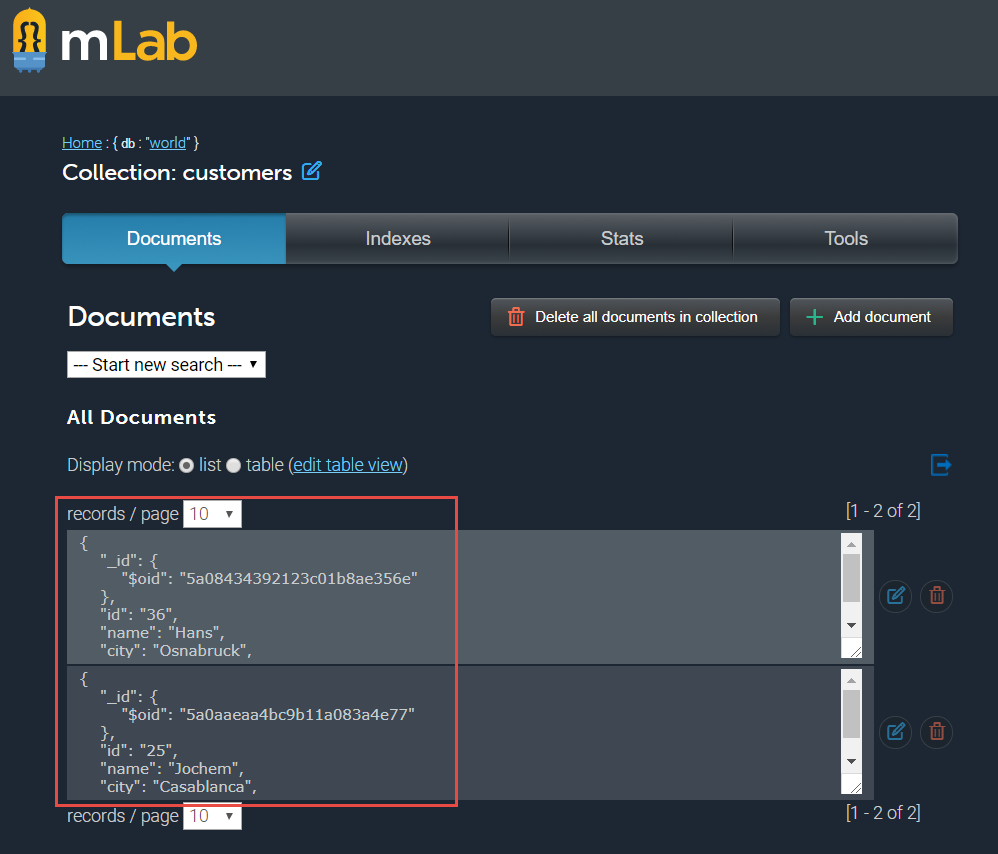 mLab
Home : { db : "world" }
Collection: customers
Documents
Indexes
Stats
Tools
Documents
Delete all documents in collection
Add document
--- Start new search ---
All Documents
Display mode: list table (edit table view)
records / page 10
[1 - 2 of 2]
{
"_id": {
"$oid": "5a08434392123c01b8ae356e"
},
"id": "36",
"name": "Hans",
"city": "Osnabruck",
{
"_id": {
"$oid": "5a0aaeaa4bc9b11a083a4e77"
},
"id": "25",
"name": "Jochem",
"city": "Casablanca",
records / page 10
[1 - 2 of 2]